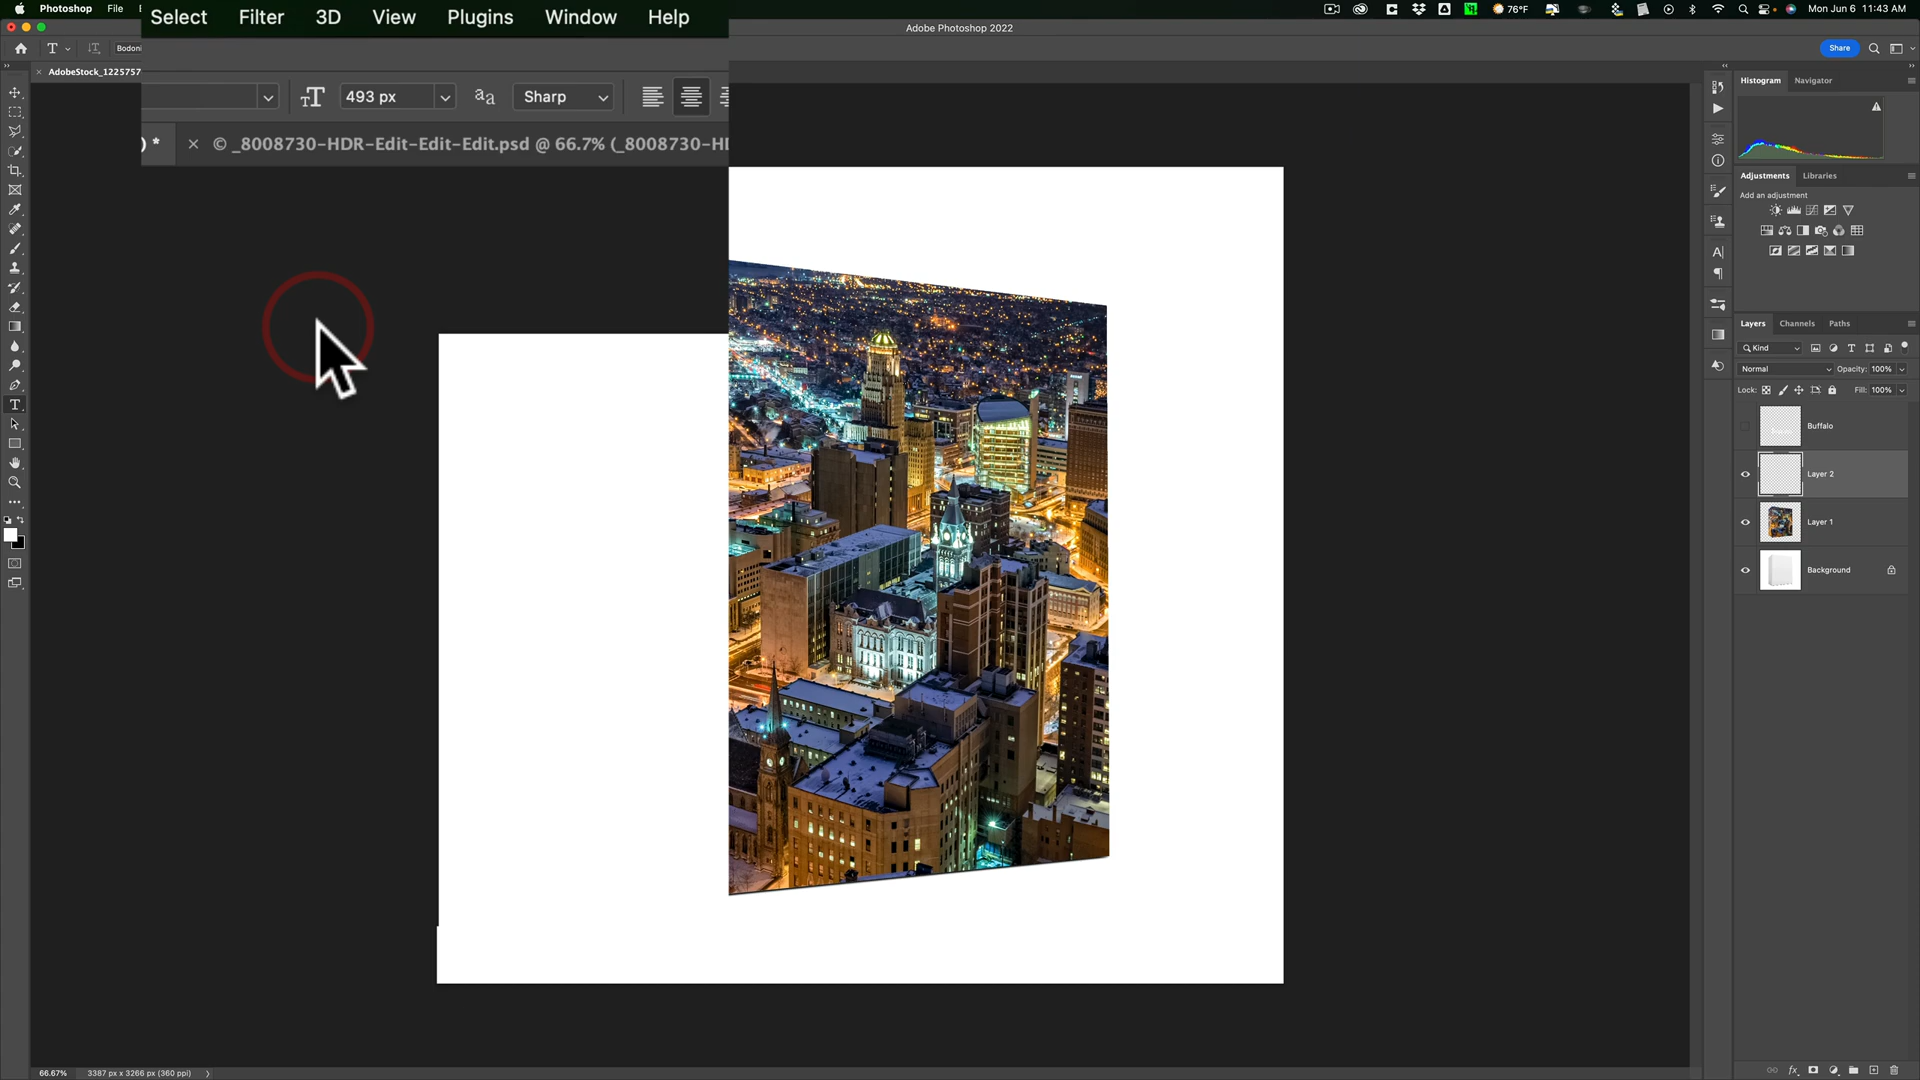 Photoshop File
Select Filter 3D View Plugins Window Help
76°F
Mon Jun 6 11:43 AM
Adobe Photoshop 2022
Share
Bodoni
493 px
Sharp
× AdobeStock_1225757
) * × © _8008730-HDR-Edit-Edit-Edit.psd @ 66.7% (_8008730-HD
Histogram Navigator
Adjustments Libraries
Add an adjustment
Layers Channels Paths
Kind
Normal Opacity: 100%
Lock: Fill: 100%
Buffalo
Layer 2
Layer 1
Background
66.67% 3387 px x 3266 px (360 ppi)